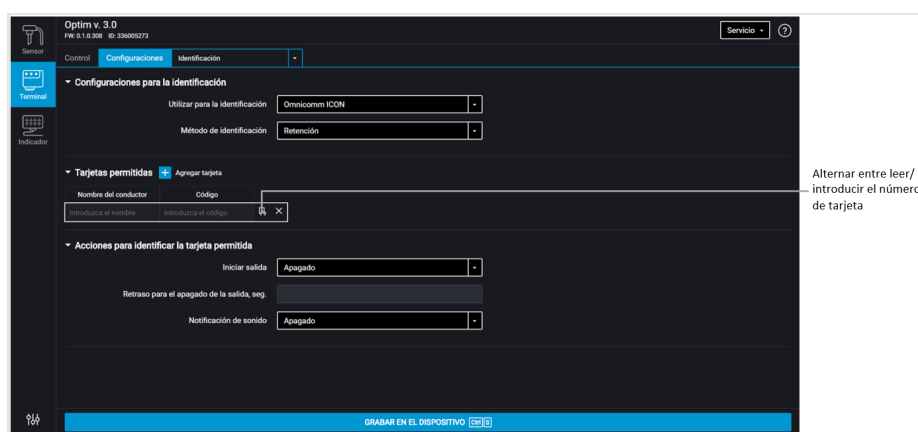 Optim v. 3.0
FW: 0.1.0.308 ID: 336005273
Servicio
?
Sensor
Terminal
Indicador
Control Configuraciones Identificación
Configuraciones para la identificación
Utilizar para la identificación Omnicomm ICON
Método de identificación Retención
Tarjetas permitidas + Agregar tarjeta
Nombre del conductor Código
Introduzca el nombre Introduzca el código
Alternar entre leer/
introducir el número
de tarjeta
Acciones para identificar la tarjeta permitida
Iniciar salida Apagado
Retraso para el apagado de la salida, seg.
Notificación de sonido Apagado
GRABAR EN EL DISPOSITIVO Ctrl S